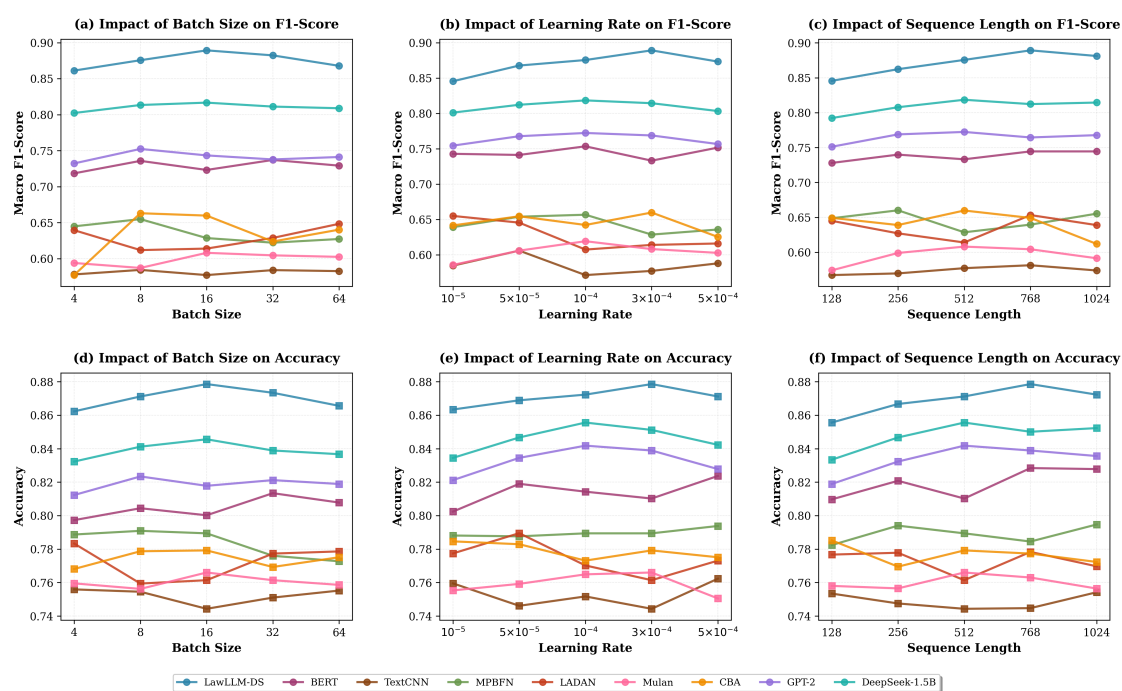 (a) Impact of Batch Size on F1-Score
(b) Impact of Learning Rate on F1-Score
(c) Impact of Sequence Length on F1-Score
Macro F1-Score
0.90
0.85
0.80
0.75
0.70
0.65
0.60
4 8 16 32 64
Batch Size
Macro F1-Score
0.90
0.85
0.80
0.75
0.70
0.65
0.60
10⁻⁵ 5×10⁻⁵ 10⁻⁴ 3×10⁻⁴ 5×10⁻⁴
Learning Rate
Macro F1-Score
0.90
0.85
0.80
0.75
0.70
0.65
0.60
128 256 512 768 1024
Sequence Length
(d) Impact of Batch Size on Accuracy
(e) Impact of Learning Rate on Accuracy
(f) Impact of Sequence Length on Accuracy
Accuracy
0.88
0.86
0.84
0.82
0.80
0.78
0.76
0.74
4 8 16 32 64
Batch Size
Accuracy
0.88
0.86
0.84
0.82
0.80
0.78
0.76
0.74
10⁻⁵ 5×10⁻⁵ 10⁻⁴ 3×10⁻⁴ 5×10⁻⁴
Learning Rate
Accuracy
0.88
0.86
0.84
0.82
0.80
0.78
0.76
0.74
128 256 512 768 1024
Sequence Length
LawLLM-DS BERT TextCNN MPBFN LADAN Mulan CBA GPT-2 DeepSeek-1.5B